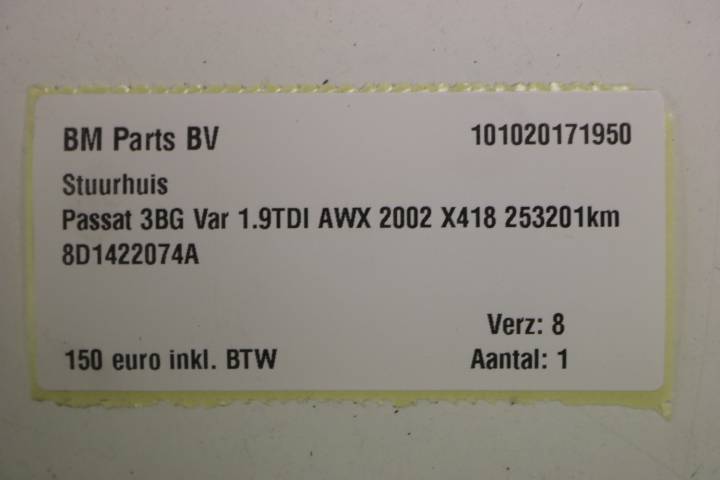 BM Parts BV 101020171950
Stuurhuis
Passat 3BG Var 1.9TDI AWX 2002 X418 253201km
8D1422074A
Verz: 8
150 euro inkl. BTW Aantal: 1